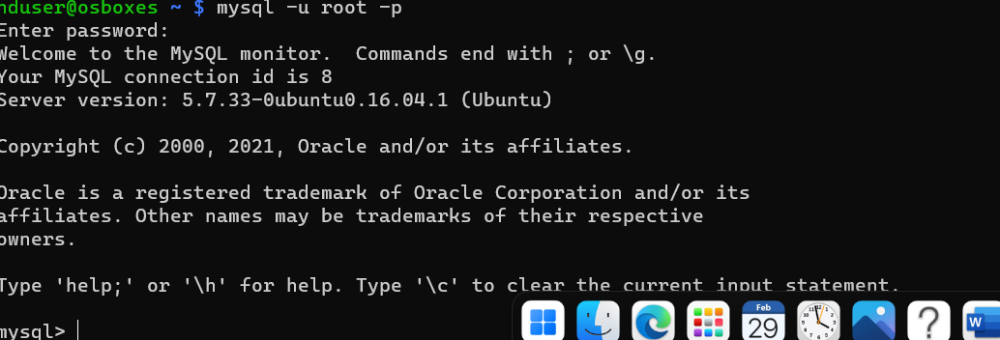 nduser@osboxes ~ $ mysql -u root -p
Enter password:
Welcome to the MySQL monitor.  Commands end with ; or \g.
Your MySQL connection id is 8
Server version: 5.7.33-0ubuntu0.16.04.1 (Ubuntu)
Copyright (c) 2000, 2021, Oracle and/or its affiliates.
Oracle is a registered trademark of Oracle Corporation and/or its
affiliates. Other names may be trademarks of their respective
owners.
Type 'help;' or '\h' for help. Type '\c' to clear the current input statement.
mysql>
Feb
29
?
W